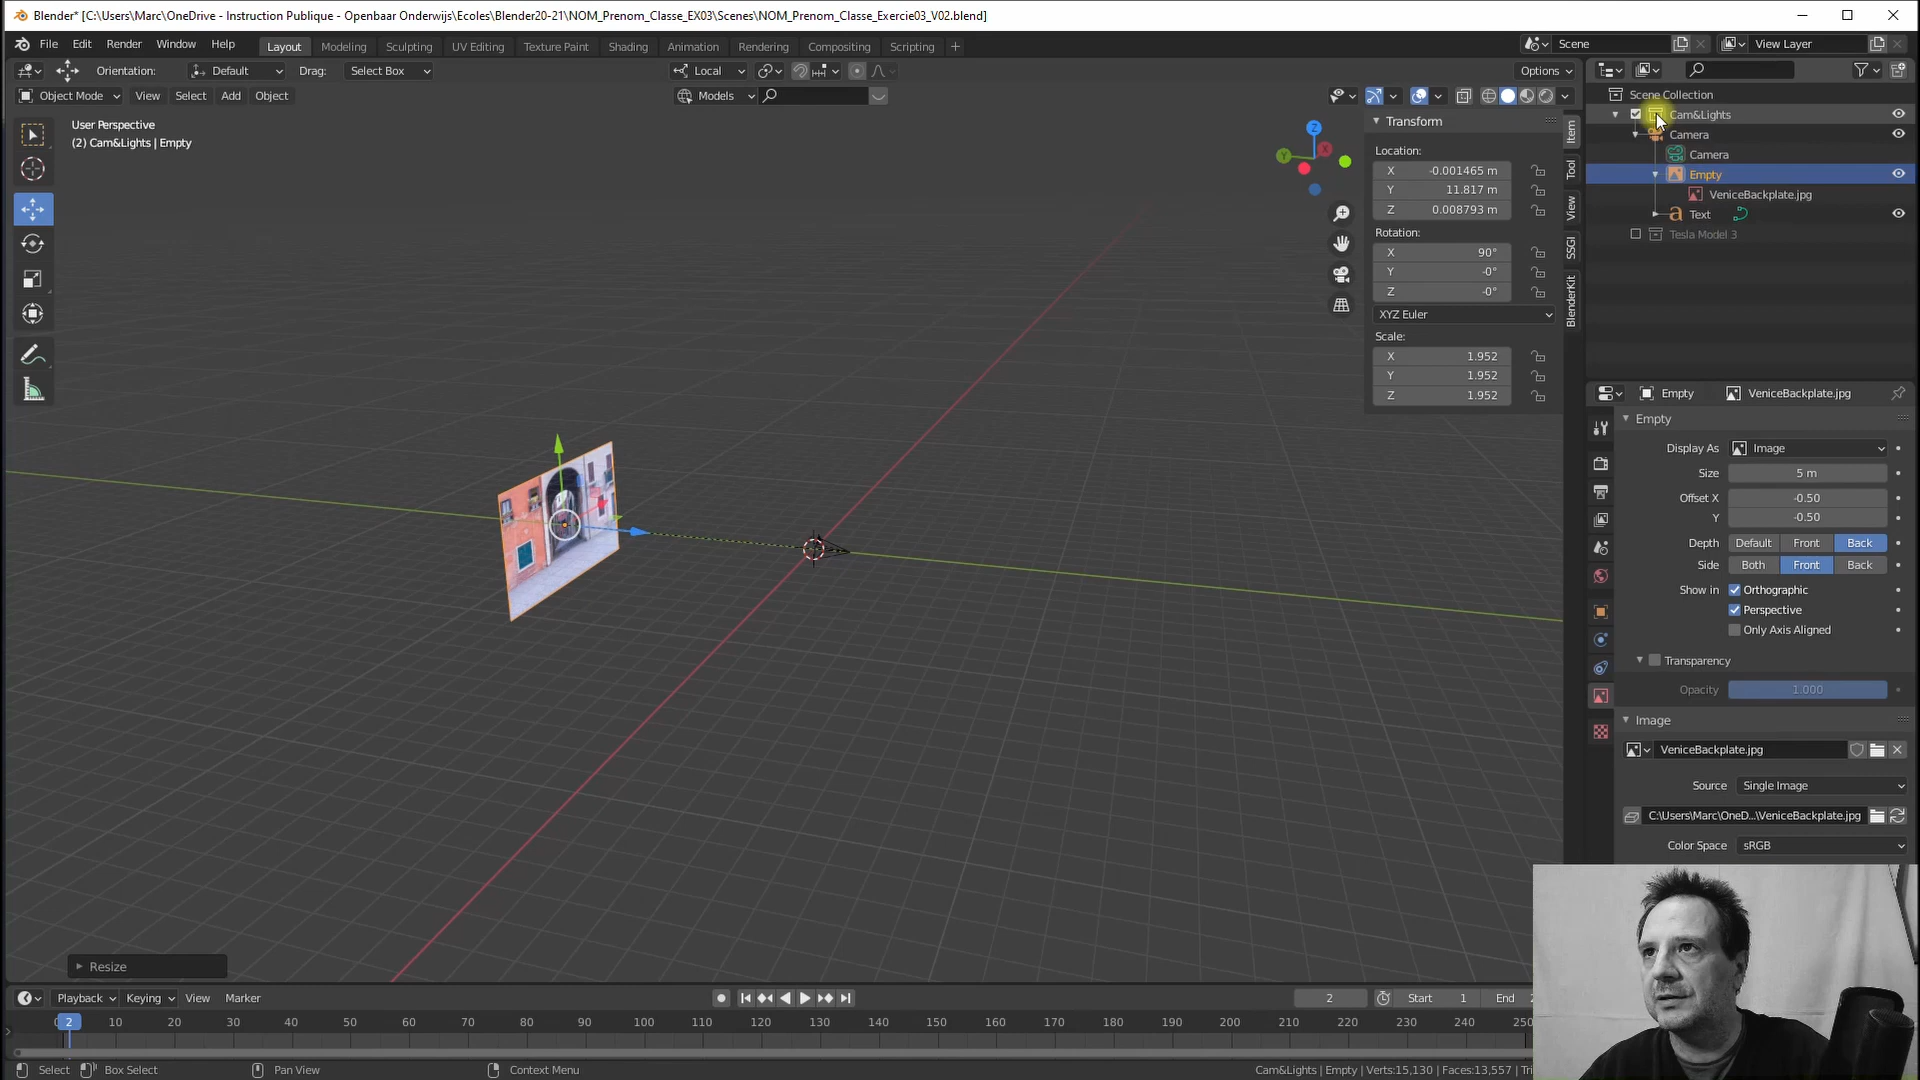 Blender* [C:\Users\Marc\OneDrive - Instruction Publique - Openbaar Onderwijs\Ecoles\Blender20-21\NOM_Prenom_Classe_EX03\Scenes\NOM_Prenom_Classe_Exercie03_V02.blend]
File Edit Render Window Help Layout Modeling Sculpting UV Editing Texture Paint Shading Animation Rendering Compositing Scripting + Scene View Layer
Orientation: Default Drag: Select Box Local Options
Object Mode View Select Add Object Models
User Perspective
(2) Cam&Lights | Empty
Z
Y
X
Transform
Location:
X -0.001465 m
Y 11.817 m
Z 0.008793 m
Rotation:
X 90°
Y -0°
Z -0°
XYZ Euler
Scale:
X 1.952
Y 1.952
Z 1.952
Item
Tool
View
SSGI
BlenderKit
Scene Collection
Cam&Lights
Camera
Camera
Empty
VeniceBackplate.jpg
Text
Tesla Model 3
Empty VeniceBackplate.jpg
Empty
Display As Image
Size 5 m
Offset X -0.50
Y -0.50
Depth Default Front Back
Side Both Front Back
Show in Orthographic
Perspective
Only Axis Aligned
Transparency
Opacity 1.000
Image
VeniceBackplate.jpg
Source Single Image
C:\Users\Marc\OneD...\VeniceBackplate.jpg
Color Space sRGB
Resize
Playback Keying View Marker 2 Start 1 End
2 10 20 30 40 50 60 70 80 90 100 110 120 130 140 150 160 170 180 190 200 210 220 230 240
Select Box Select Pan View Context Menu Cam&Lights | Empty | Verts:15,130 | Faces:13,557 |